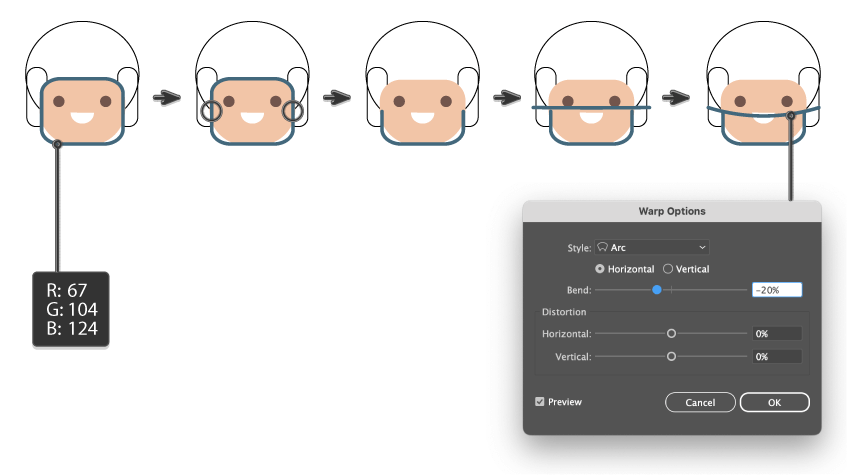 R: 67
G: 104
B: 124
Warp Options
Style: Arc
Horizontal Vertical
Bend: -20%
Distortion
Horizontal: 0%
Vertical: 0%
Preview Cancel OK